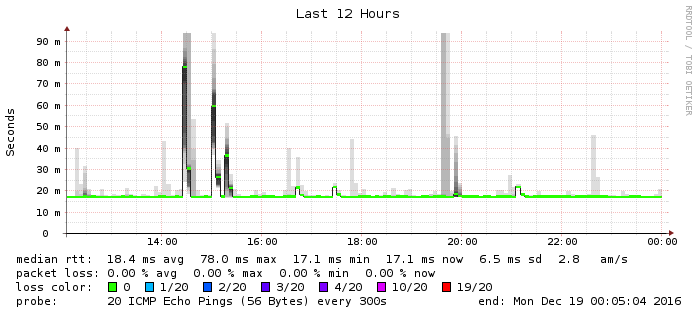 Last 12 Hours
RRDTOOL / TOBI OETIKER
Seconds
90 m
80 m
70 m
60 m
50 m
40 m
30 m
20 m
10 m
0
14:00 16:00 18:00 20:00 22:00 00:00
median rtt: 18.4 ms avg 78.0 ms max 17.1 ms min 17.1 ms now 6.5 ms sd 2.8 am/s
packet loss: 0.00 % avg 0.00 % max 0.00 % min 0.00 % now
loss color: 0 1/20 2/20 3/20 4/20 10/20 19/20
probe: 20 ICMP Echo Pings (56 Bytes) every 300s end: Mon Dec 19 00:05:04 2016